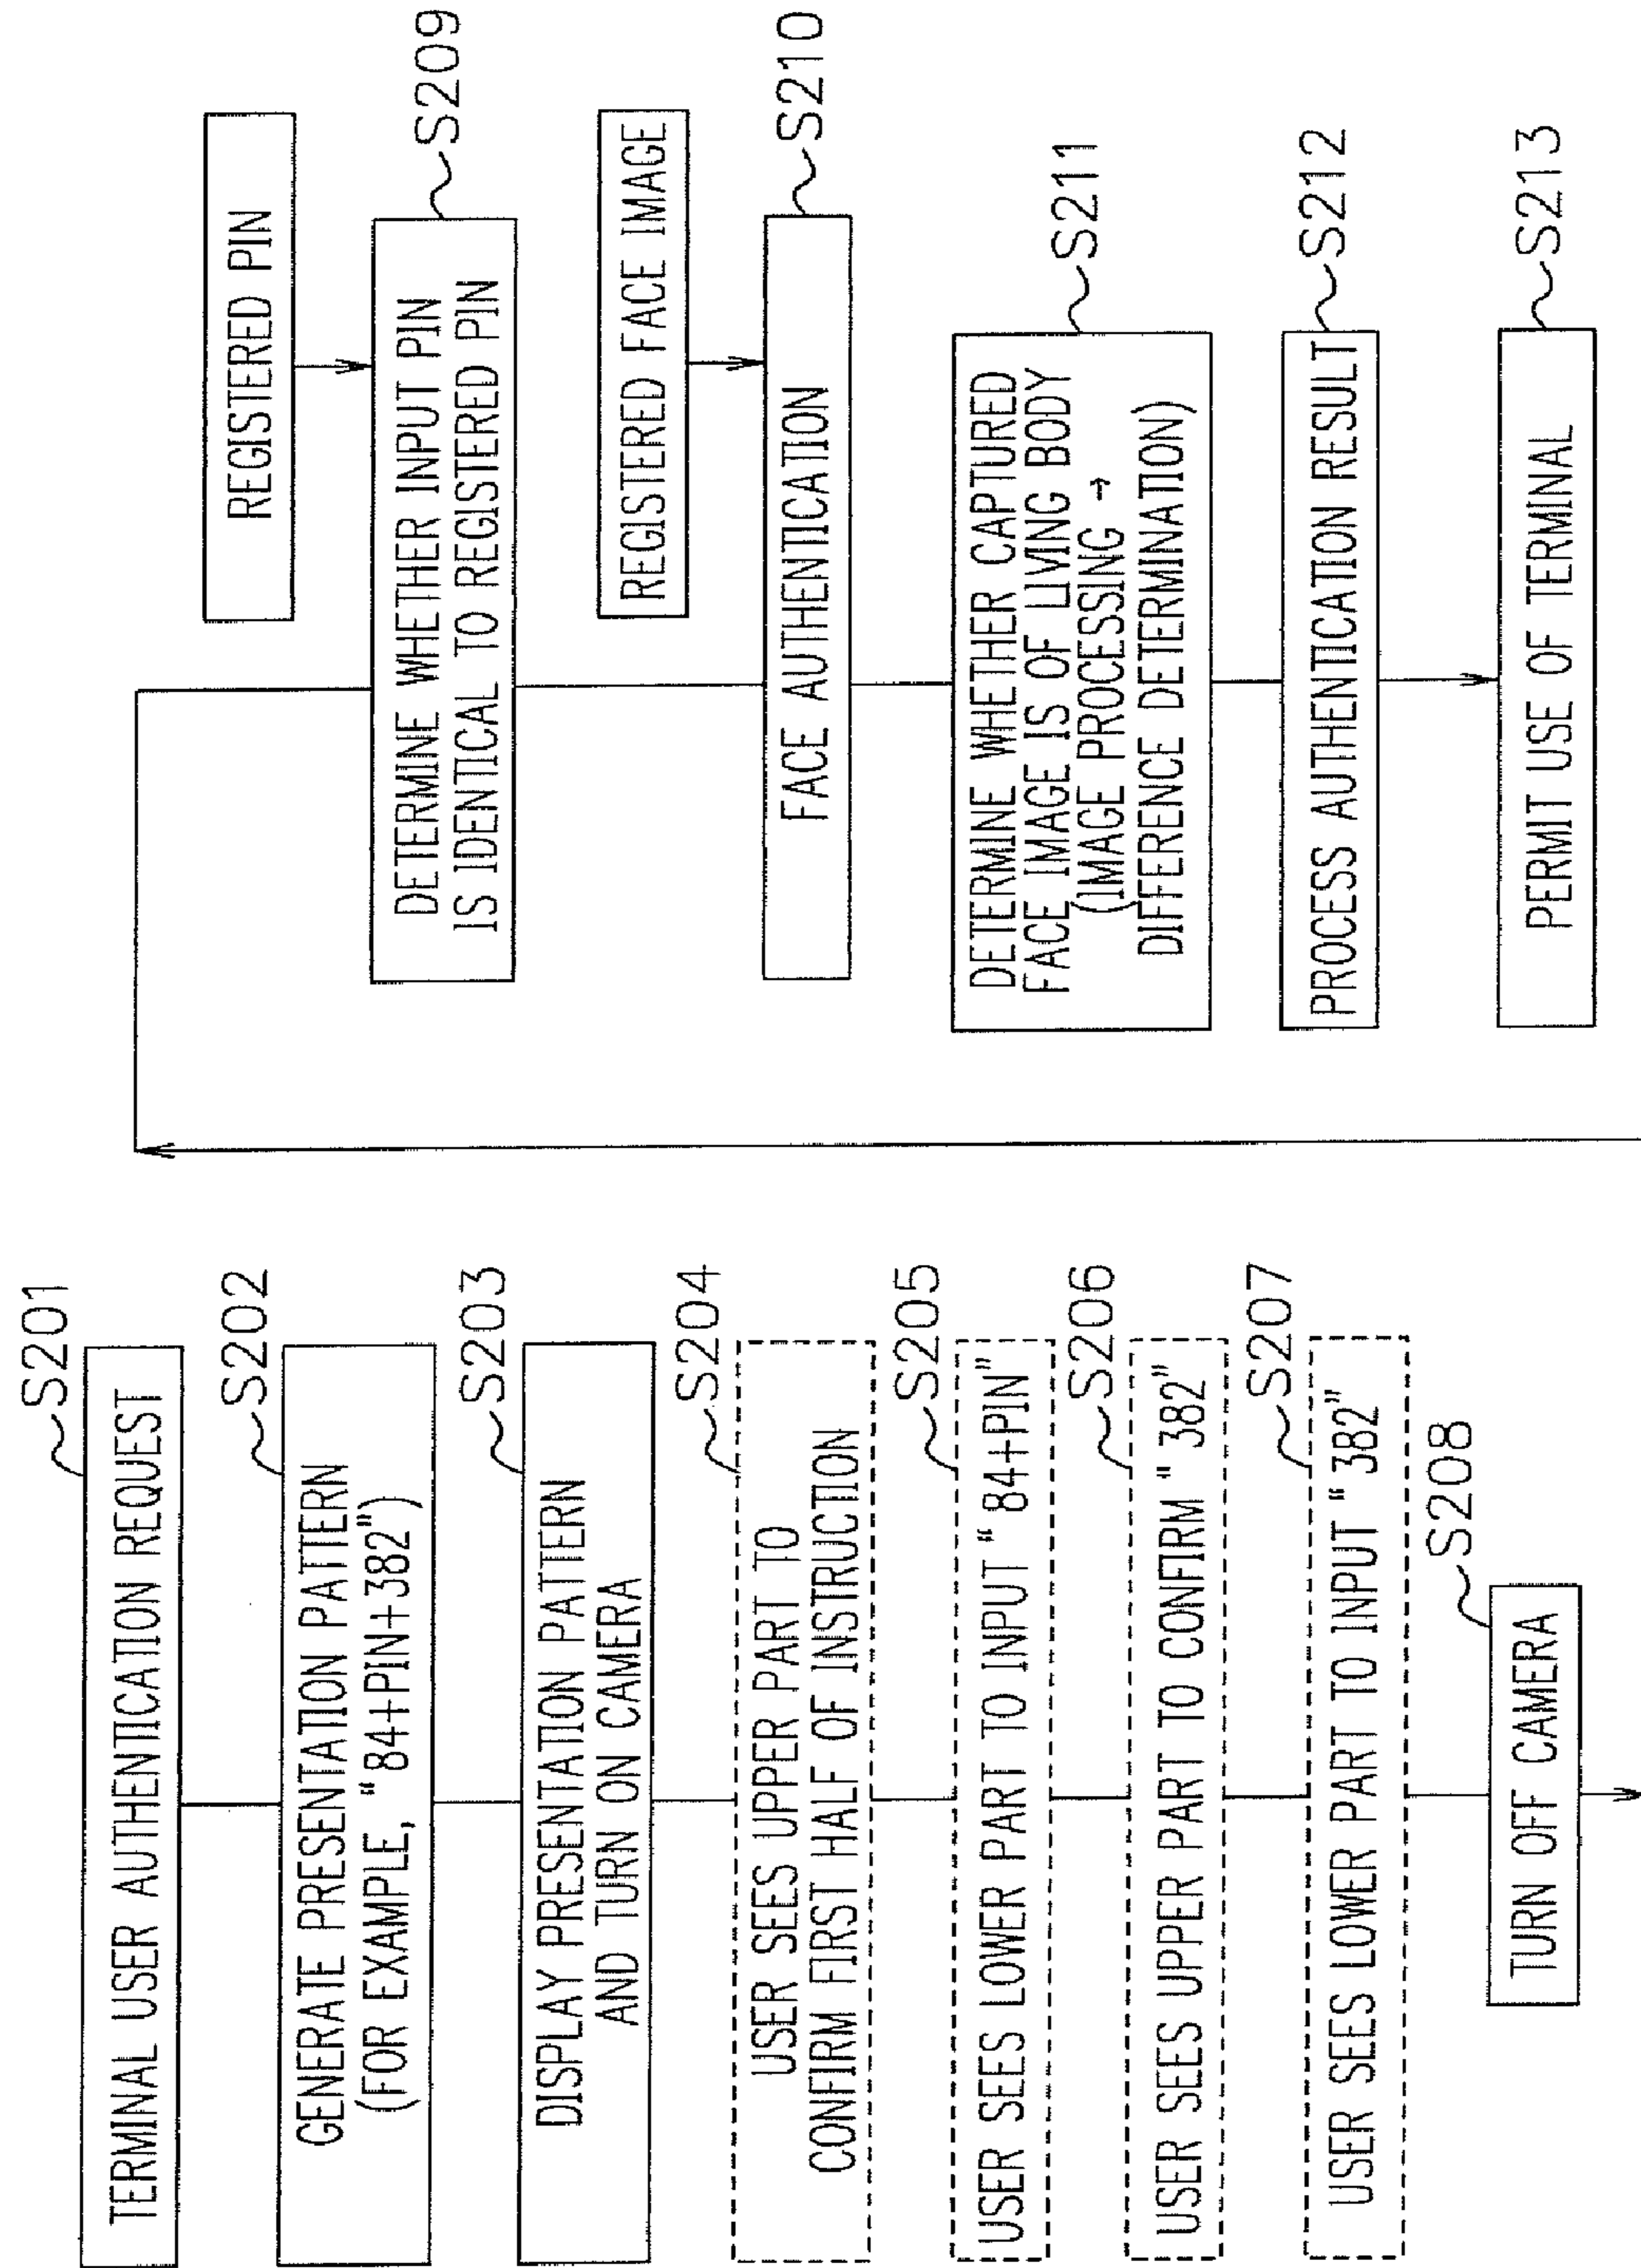 TERMINAL USER AUTHENTICATION REQUEST
S201
GENERATE PRESENTATION PATTERN
(FOR EXAMPLE, "84+PIN+382")
S202
DISPLAY PRESENTATION PATTERN
AND TURN ON CAMERA
S203
USER SEES UPPER PART TO
CONFIRM FIRST HALF OF INSTRUCTION
S204
USER SEES LOWER PART TO INPUT "84+PIN"
S205
USER SEES UPPER PART TO CONFIRM "382"
S206
USER SEES LOWER PART TO INPUT "382"
S207
TURN OFF CAMERA
S208
REGISTERED PIN
DETERMINE WHETHER INPUT PIN
IS IDENTICAL TO REGISTERED PIN
S209
REGISTERED FACE IMAGE
FACE AUTHENTICATION
S210
DETERMINE WHETHER CAPTURED
FACE IMAGE IS OF LIVING BODY
(IMAGE PROCESSING →
DIFFERENCE DETERMINATION)
S211
PROCESS AUTHENTICATION RESULT
S212
PERMIT USE OF TERMINAL
S213